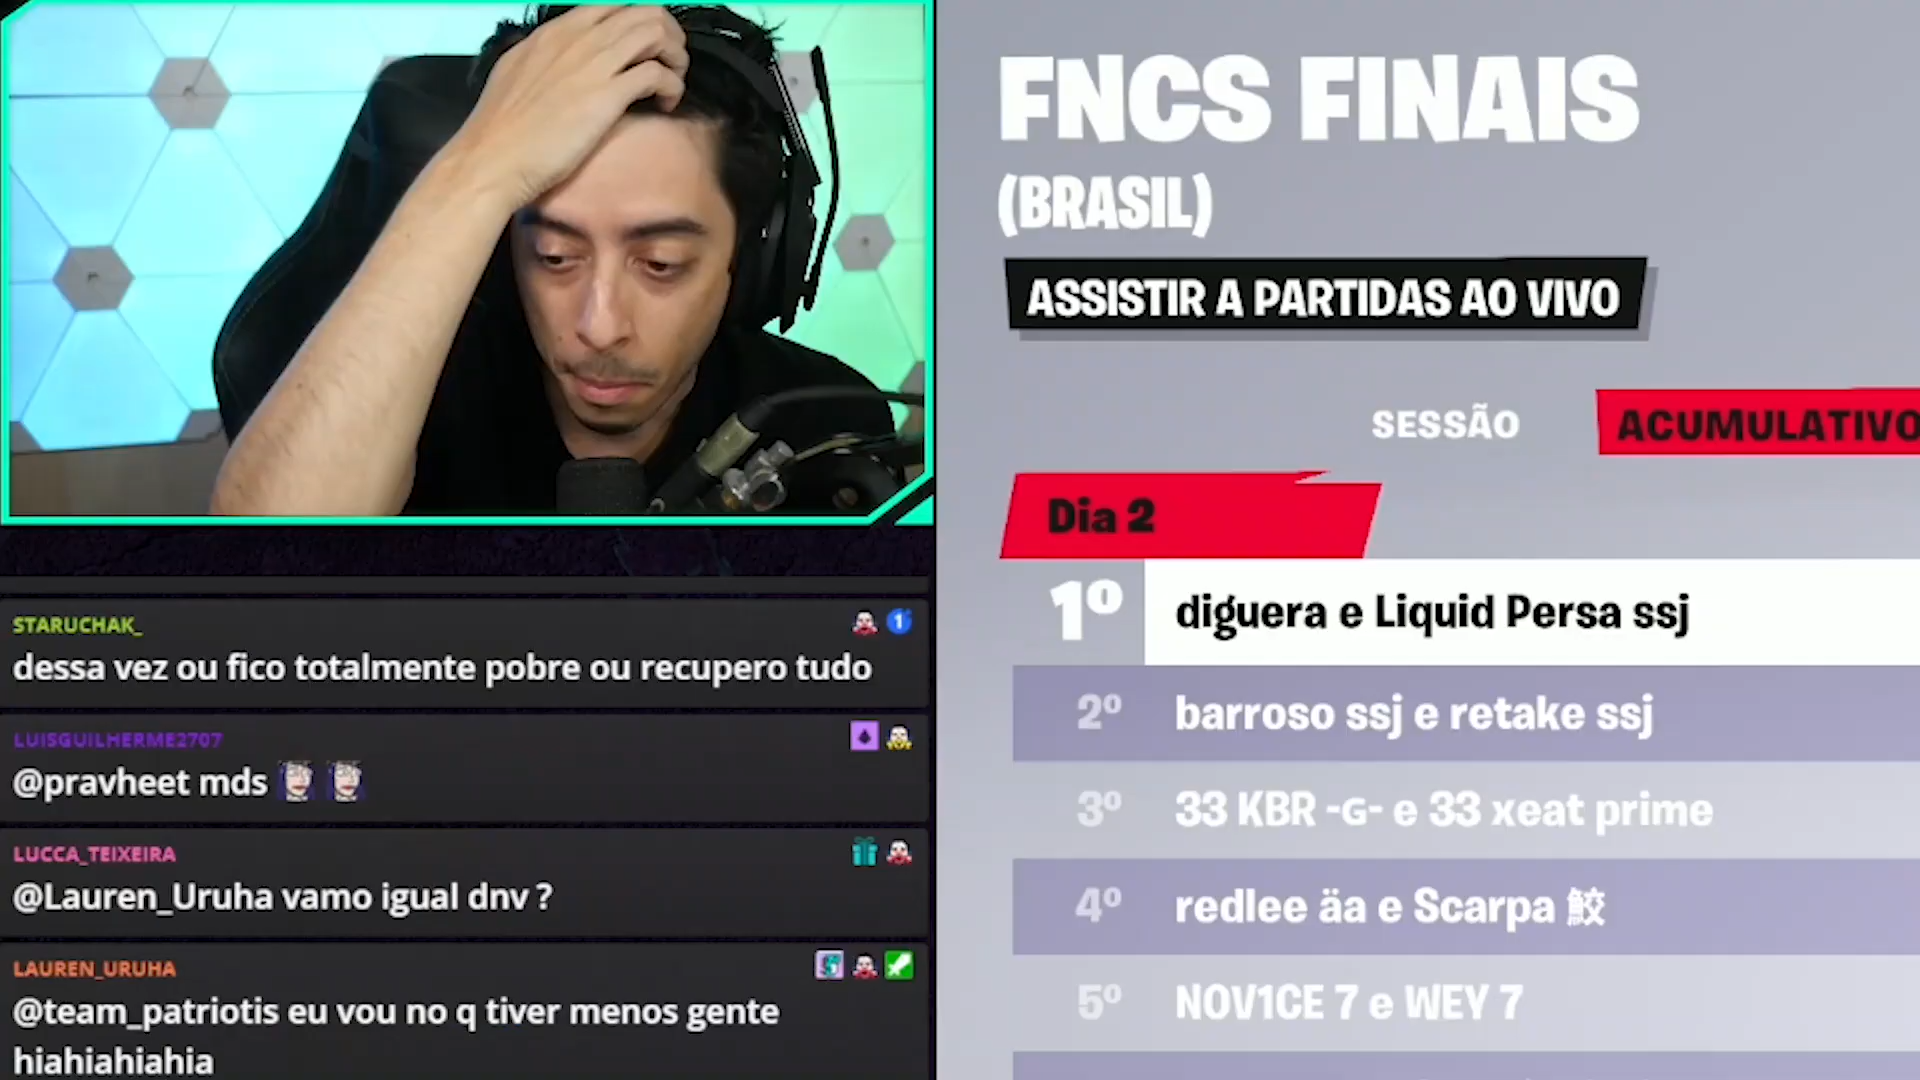 STARUCHAK_
1
dessa vez ou fico totalmente pobre ou recupero tudo
LUISGUILHERME2707
@pravheet mds
LUCCA_TEIXEIRA
@Lauren_Uruha vamo igual dnv ?
LAUREN_URUHA
@team_patriotis eu vou no q tiver menos gente
hiahiahiahia
FNCS FINAIS
(BRASIL)
ASSISTIR A PARTIDAS AO VIVO
SESSÃO
ACUMULATIVO
Dia 2
1º diguera e Liquid Persa ssj
2º barroso ssj e retake ssj
3º 33 KBR -G- e 33 xeat prime
4º redlee äa e Scarpa 鮫
5º NOV1CE 7 e WEY 7